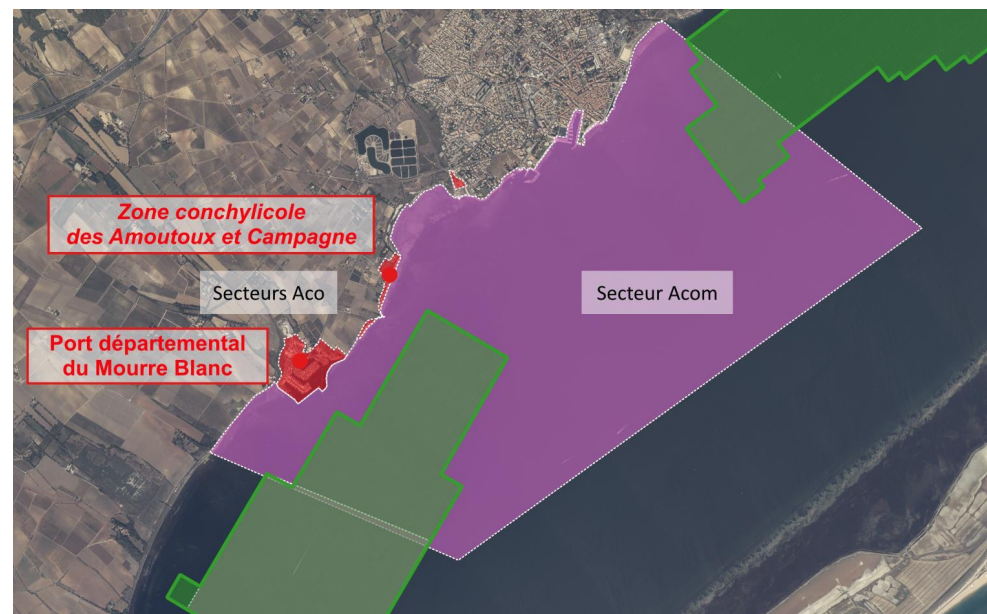 Zone conchylicole
des Amoutoux et Campagne
Secteurs Aco
Secteur Acom
Port départemental
du Mourre Blanc